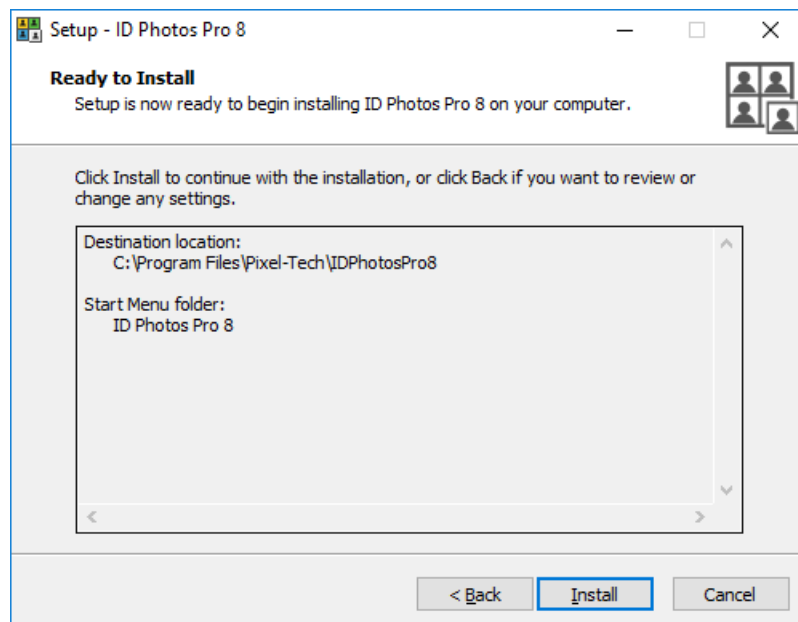 Setup - ID Photos Pro 8
Ready to Install
Setup is now ready to begin installing ID Photos Pro 8 on your computer.
Click Install to continue with the installation, or click Back if you want to review or
change any settings.
Destination location:
C:\Program Files\Pixel-Tech\IDPhotosPro8
Start Menu folder:
ID Photos Pro 8
< Back
Install
Cancel